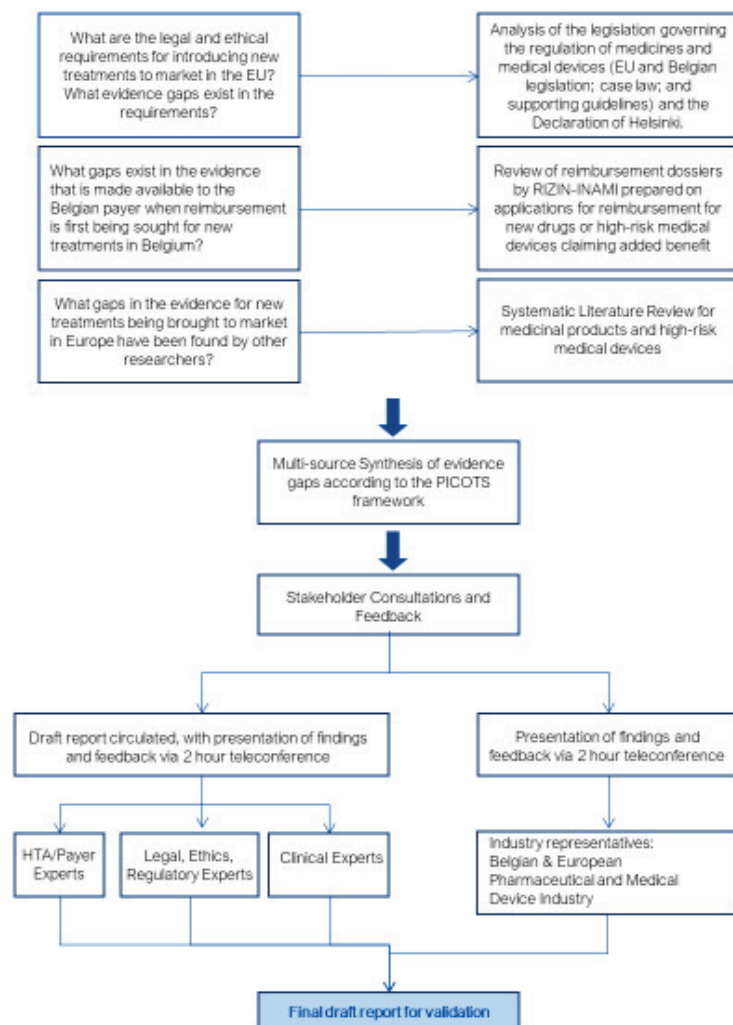 What are the legal and ethical
requirements for introducing new
treatments to market in the EU?
What evidence gaps exist in the
requirements?
Analysis of the legislation governing
the regulation of medicines and
medical devices (EU and Belgian
legislation; case law; and
supporting guidelines) and the
Declaration of Helsinki.
What gaps exist in the evidence
that is made available to the
Belgian payer when reimbursement
is first being sought for new
treatments in Belgium?
Review of reimbursement dossiers
by RIZIN-INAMI prepared on
applications for reimbursement for
new drugs or high-risk medical
devices claiming added benefit
What gaps in the evidence for new
treatments being brought to market
in Europe have been found by other
researchers?
Systematic Literature Review for
medicinal products and high-risk
medical devices
Multi-source Synthesis of evidence
gaps according to the PICOTS
framework
Stakeholder Consultations and
Feedback
Draft report circulated, with presentation of findings
and feedback via 2 hour teleconference
Presentation of findings and
feedback via 2 hour teleconference
HTA/Payer
Experts
Legal, Ethics,
Regulatory Experts
Clinical Experts
Industry representatives:
Belgian & European
Pharmaceutical and Medical
Device Industry
Final draft report for validation